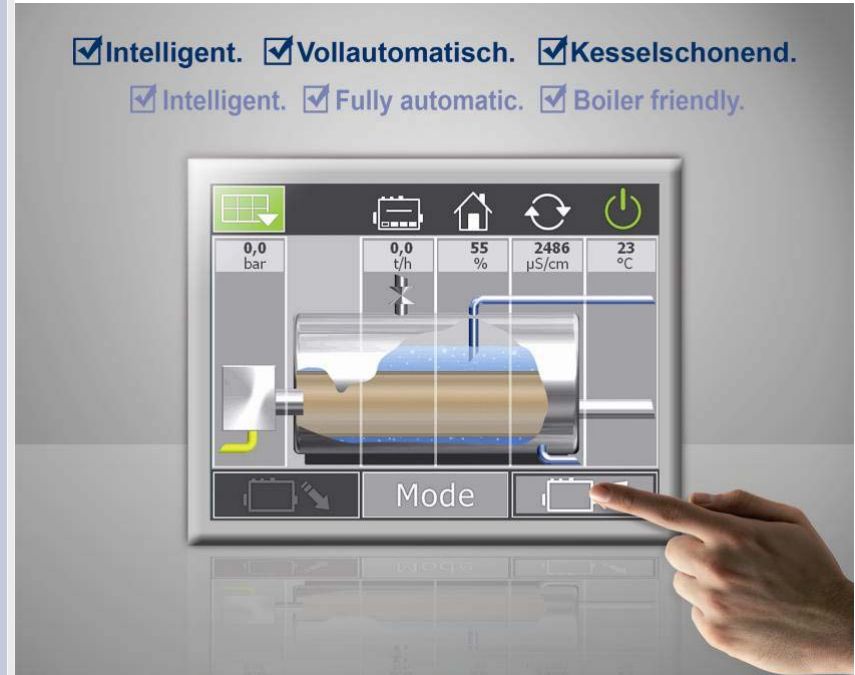 Intelligent. Vollautomatisch. Kesselschonend.
Intelligent. Fully automatic. Boiler friendly.
0,0 0,0 55 2486 23
bar t/h % µS/cm °C
Mode